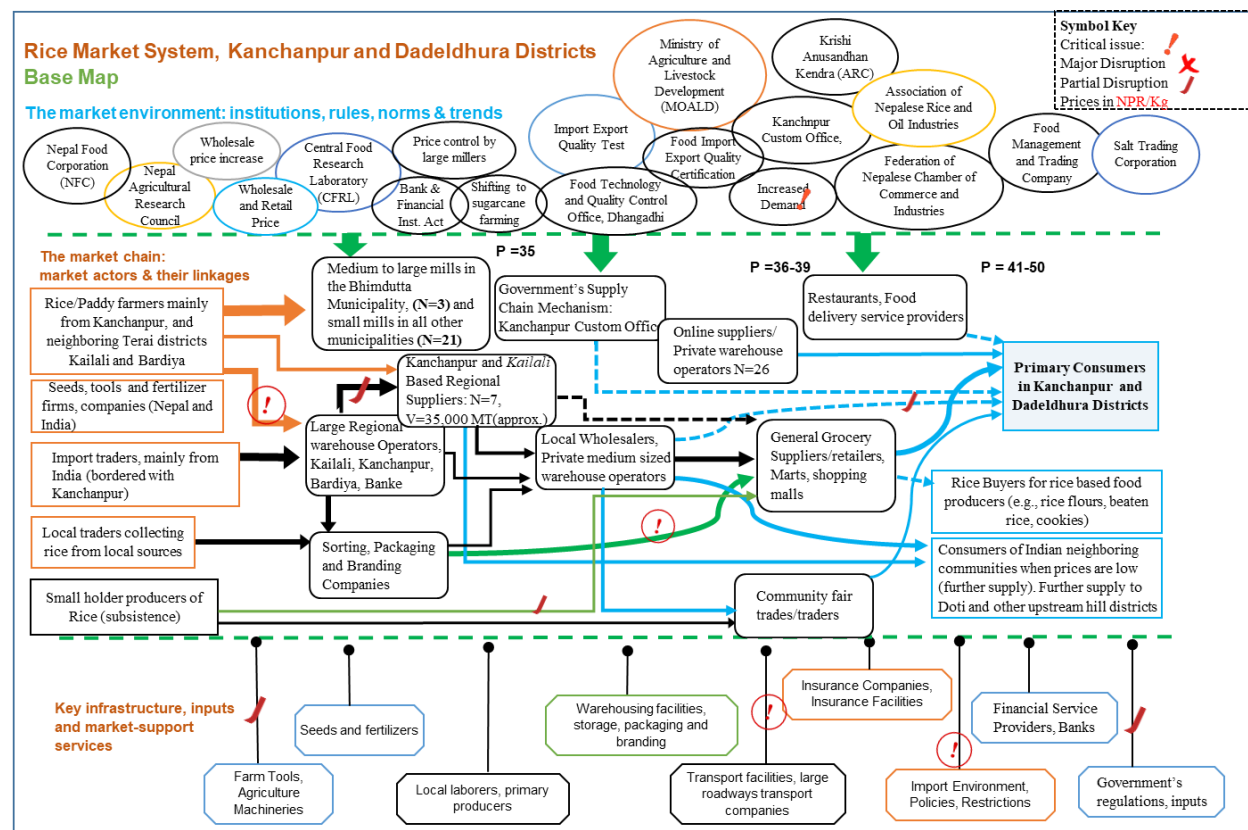 Rice Market System, Kanchanpur and Dadeldhura Districts
Base Map
Symbol Key
Critical issue:
Major Disruption
Partial Disruption
Prices in NPR/Kg
The market environment: institutions, rules, norms & trends
Nepal Food
Corporation
(NFC)
Nepal
Agricultural
Research
Council
Wholesale
price increase
Wholesale
and Retail
Price
Central Food
Research
Laboratory
(CFRL)
Price control by
large millers
Bank &
Financial
Inst. Act
Shifting to
sugarcane
farming
Import Export
Quality Test
Food Technology
and Quality Control
Office, Dhangadhi
Ministry of
Agriculture and
Livestock
Development
(MOALD)
Food Import
Export Quality
Certification
Krishi
Anusandhan
Kendra (ARC)
Kanchnpur
Custom Office,
Increased
Demand
!
Association of
Nepalese Rice and
Oil Industries
Federation of
Nepalese Chamber of
Commerce and
Industries
Food
Management
and Trading
Company
Salt Trading
Corporation
The market chain:
market actors & their linkages
P =35
P =36-39
P = 41-50
Rice/Paddy farmers mainly
from Kanchanpur, and
neighboring Terai districts
Kailali and Bardiya
Seeds, tools and fertilizer
firms, companies (Nepal and
India)
Import traders, mainly from
India (bordered with
Kanchanpur)
Local traders collecting
rice from local sources
Small holder producers of
Rice (subsistence)
Medium to large mills in
the Bhimdutta
Municipality, (N=3) and
small mills in all other
municipalities (N=21)
Kanchanpur and Kailali
Based Regional
Suppliers: N=7,
V=35,000 MT(approx.)
!
Large Regional
warehouse Operators,
Kailali, Kanchanpur,
Bardiya, Banke
Sorting, Packaging
and Branding
Companies
Government's Supply
Chain Mechanism:
Kanchanpur Custom Office
Online suppliers/
Private warehouse
operators N=26
Local Wholesalers,
Private medium sized
warehouse operators
!
Restaurants, Food
delivery service providers
General Grocery
Suppliers/retailers,
Marts, shopping
malls
Community fair
trades/traders
Primary Consumers
in Kanchanpur and
Dadeldhura Districts
Rice Buyers for rice based food
producers (e.g., rice flours, beaten
rice, cookies)
Consumers of Indian neighboring
communities when prices are low
(further supply). Further supply to
Doti and other upstream hill districts
Key infrastructure, inputs
and market-support
services
Farm Tools,
Agriculture
Machineries
Seeds and fertilizers
Local laborers, primary
producers
Warehousing facilities,
storage, packaging and
branding
!
Transport facilities, large
roadways transport
companies
Insurance Companies,
Insurance Facilities
!
Import Environment,
Policies, Restrictions
Financial Service
Providers, Banks
Government's
regulations, inputs